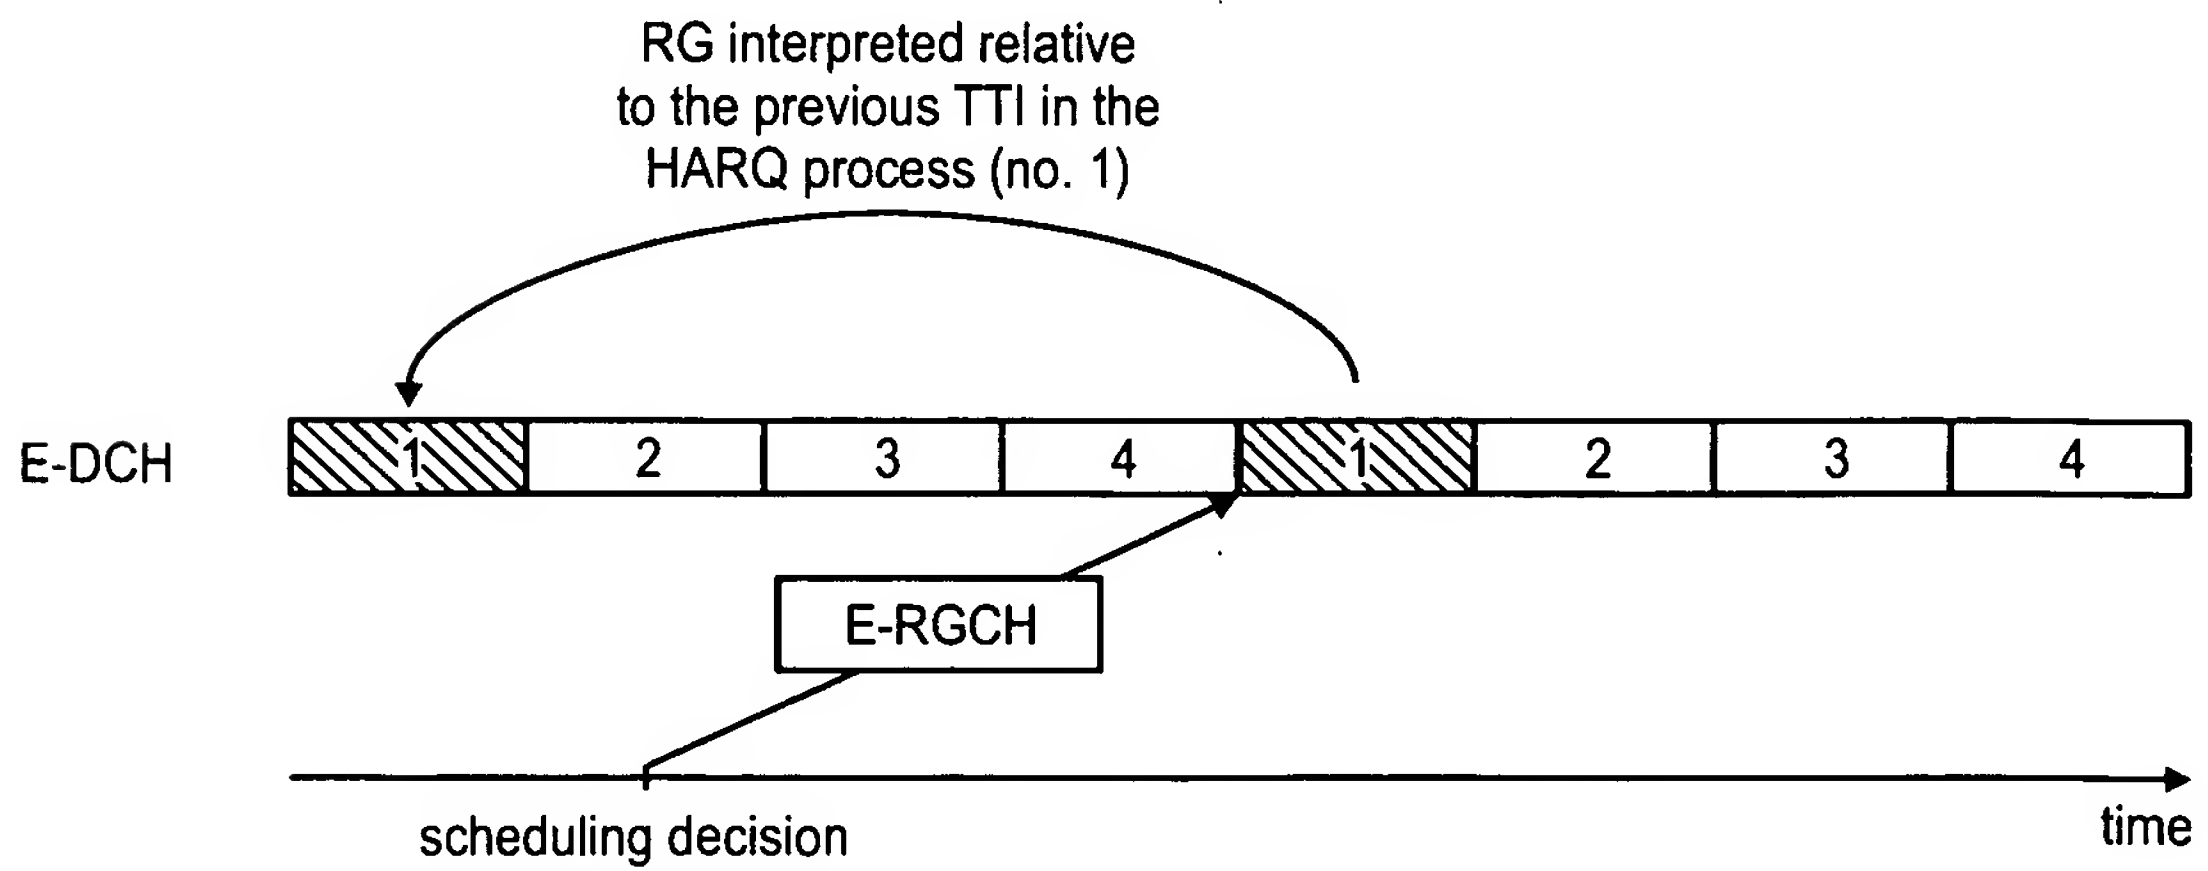 RG interpreted relative
to the previous TTI in the
HARQ process (no. 1)
E-DCH 1 2 3 4 1 2 3 4
E-RGCH
scheduling decision
time